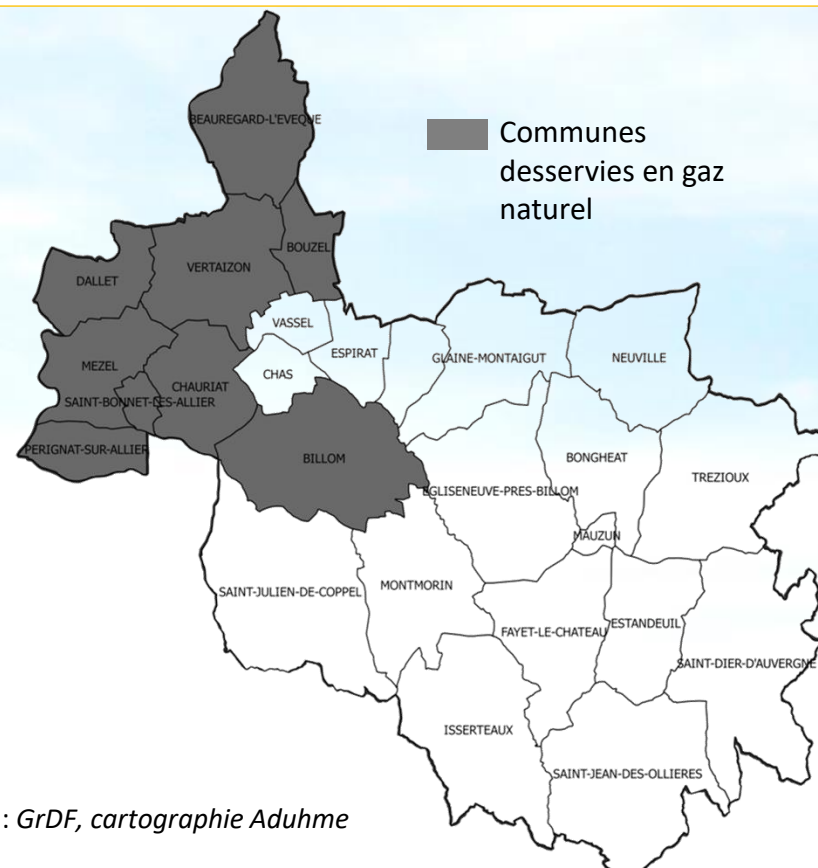 BEAUREGARD-L'EVEQUE
Communes
desservies en gaz
naturel
BOUZEL
VERTAIZON
DALLET
VASSEL
ESPIRAT
GLAINE-MONTAIGUT
NEUVILLE
MEZEL
CHAS
CHAURIAT
SAINT-BONNET-LES-ALLIER
PERIGNAT-SUR-ALLIER
BILLOM
BONGHEAT
TREZIOUX
EGLISENEUVE-PRES-BILLOM
MAUZUN
SAINT-JULIEN-DE-COPPEL
MONTMORIN
ESTANDEUIL
FAYET-LE-CHATEAU
SAINT-DIER-D'AUVERGNE
ISSERTEAUX
SAINT-JEAN-DES-OLLIERES
: GrDF, cartographie Aduhme